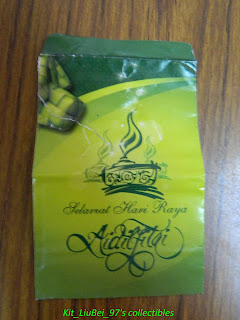 Selamat Hari Raya
Aidilfitri
Kit_LiuBei_97's collectibles